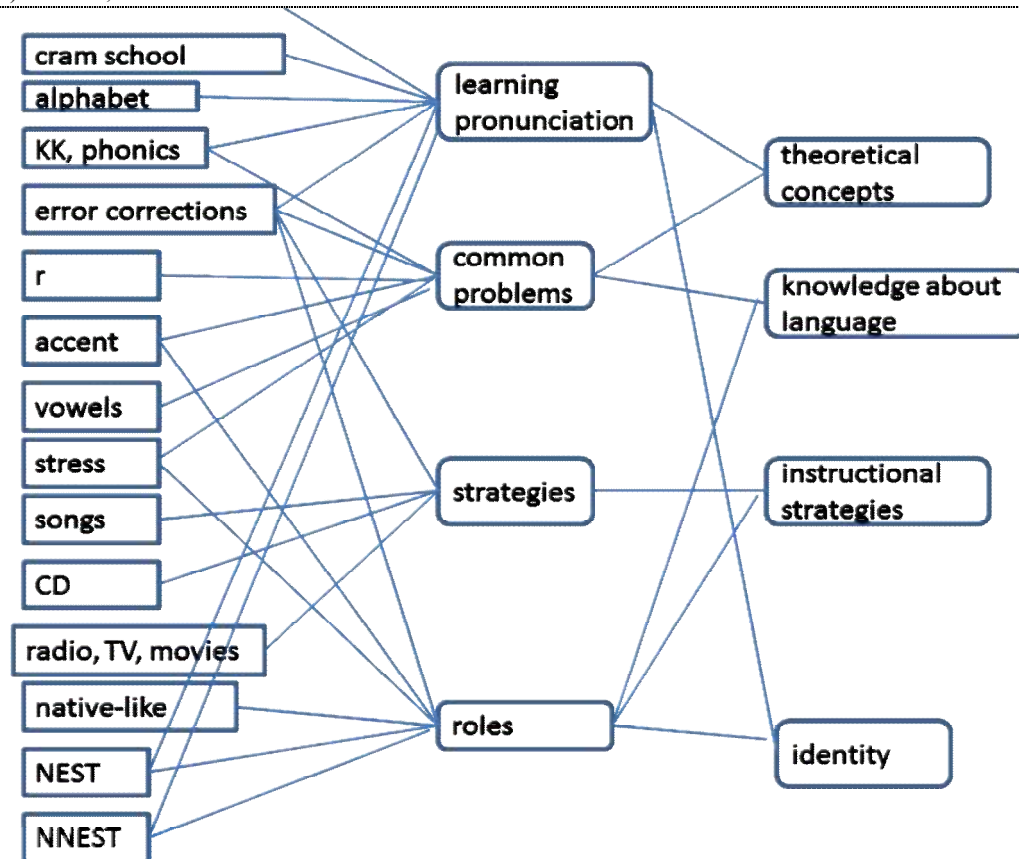 cram school
alphabet
KK, phonics
error corrections
r
accent
vowels
stress
songs
CD
radio, TV, movies
native-like
NEST
NNEST
learning
pronunciation
common
problems
strategies
roles
theoretical
concepts
knowledge about
language
instructional
strategies
identity